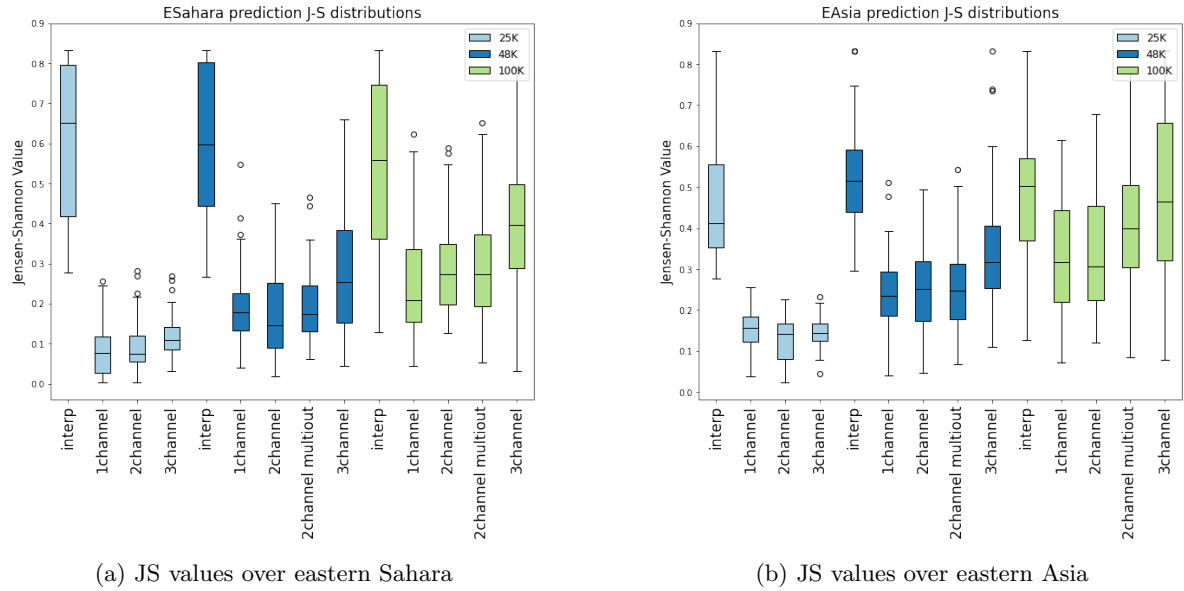 ESahara prediction J-S distributions
Jensen-Shannon Value
0.9
0.8
0.7
0.6
0.5
0.4
0.3
0.2
0.1
0.0
25K
48K
100K
interp
1channel
2channel
3channel
interp
1channel
2channel
2channel multiout
3channel
interp
1channel
2channel
2channel multiout
3channel
(a) JS values over eastern Sahara
EAsia prediction J-S distributions
Jensen-Shannon Value
0.9
0.8
0.7
0.6
0.5
0.4
0.3
0.2
0.1
0.0
25K
48K
100K
interp
1channel
2channel
3channel
interp
1channel
2channel
2channel multiout
3channel
interp
1channel
2channel
2channel multiout
3channel
(b) JS values over eastern Asia